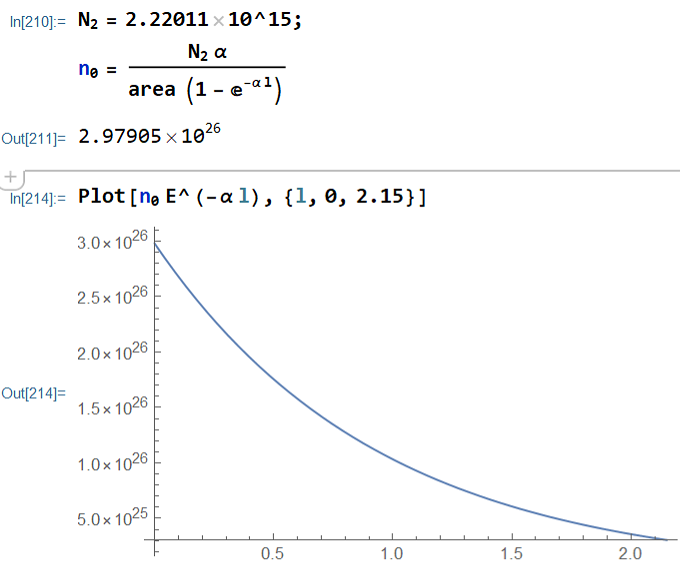 In[210]:= N₂ = 2.22011×10^15;
n₀ = N₂ α / area (1 - ℯ^-α l)
Out[211]= 2.97905 × 10^26
+
In[214]:= Plot[n₀ E^(-α l), {l, 0, 2.15}]
3.0×10^26
2.5×10^26
2.0×10^26
Out[214]=
1.5×10^26
1.0×10^26
5.0×10^25
0.5 1.0 1.5 2.0